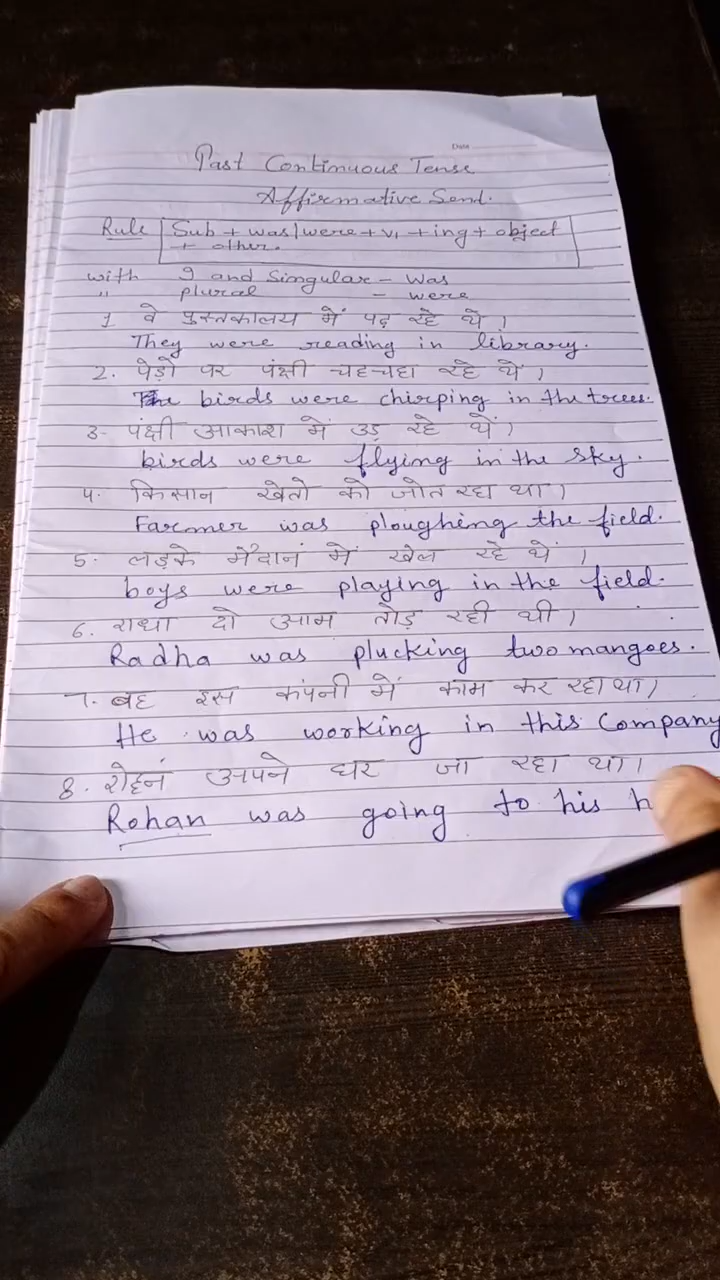 Date
Past Continuous Tense
Affirmative Send.
Rule Sub + was/were + v1 + ing + object
+ other.
with I and Singular - Was
" plural - were
1 वे पुस्तकालय में पढ़ रहे थे।
They were reading in library.
2. पेड़ो पर पंक्षी चहचहा रहे थे।
The birds were chirping in the trees.
3- पंक्षी आकाश में उड़ रहे थें।
birds were flying in the sky.
4. किसान खेतो को जोत रहा था।
Farmer was ploughing the field.
5. लड़के मैदान में खेल रहे थें।
boys were playing in the field.
6. राधा दो आम तोड़ रही थी।
Radha was plucking two mangoes.
7. वह इस कंपनी में काम कर रहा था।
He was working in this Company
8. रोहन अपने घर जा रहा था।
Rohan was going to his h